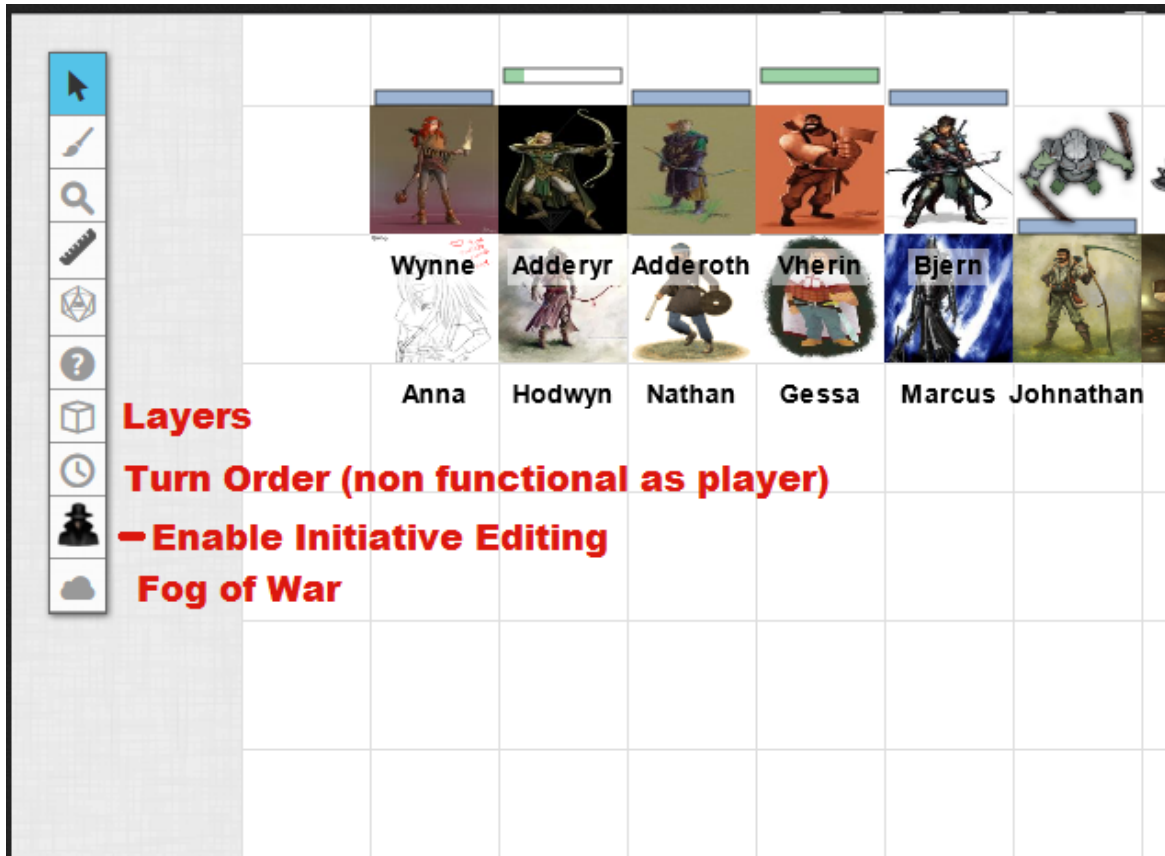 Wynne Adderyr Adderoth Vherin Bjern
Anna Hodwyn Nathan Gessa Marcus Johnathan
Layers
Turn Order (non functional as player)
Enable Initiative Editing
Fog of War